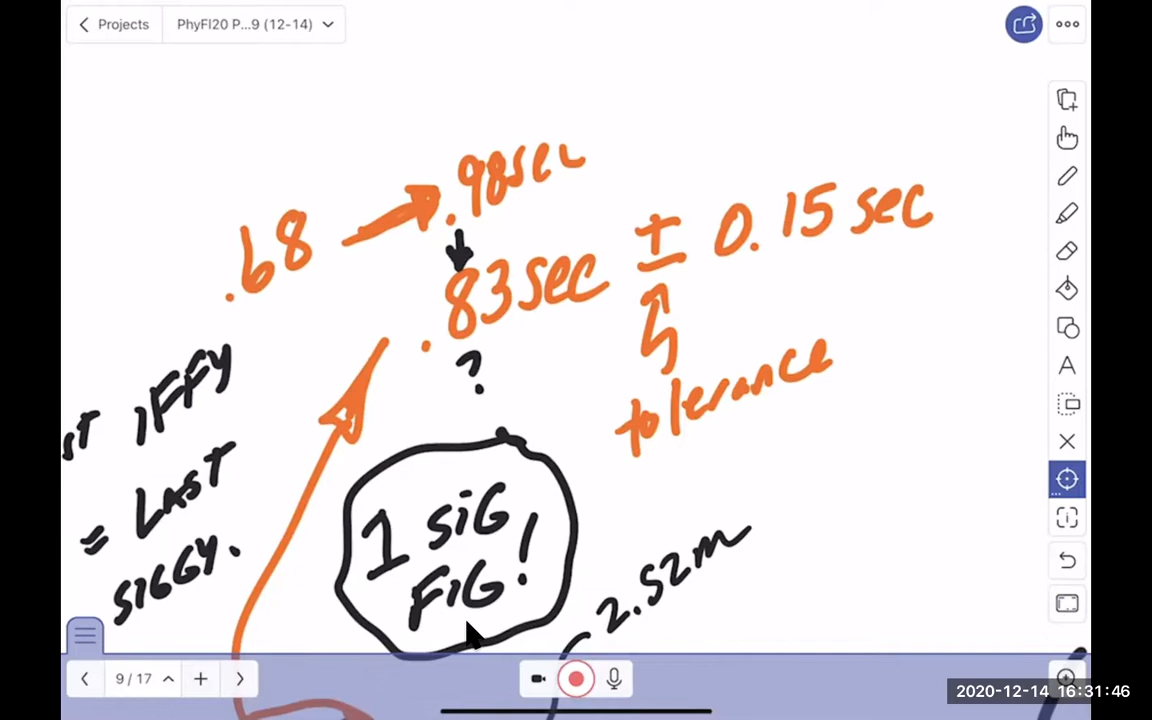 Projects
PhyFl20 P...9 (12-14)
.98sec
.68
.83sec ± 0.15 sec
?
tolerance
ST IFFY
= LAST
SIGGY.
1 SIG
FIG!
2.52m
A
9 / 17
2020-12-14 16:31:46